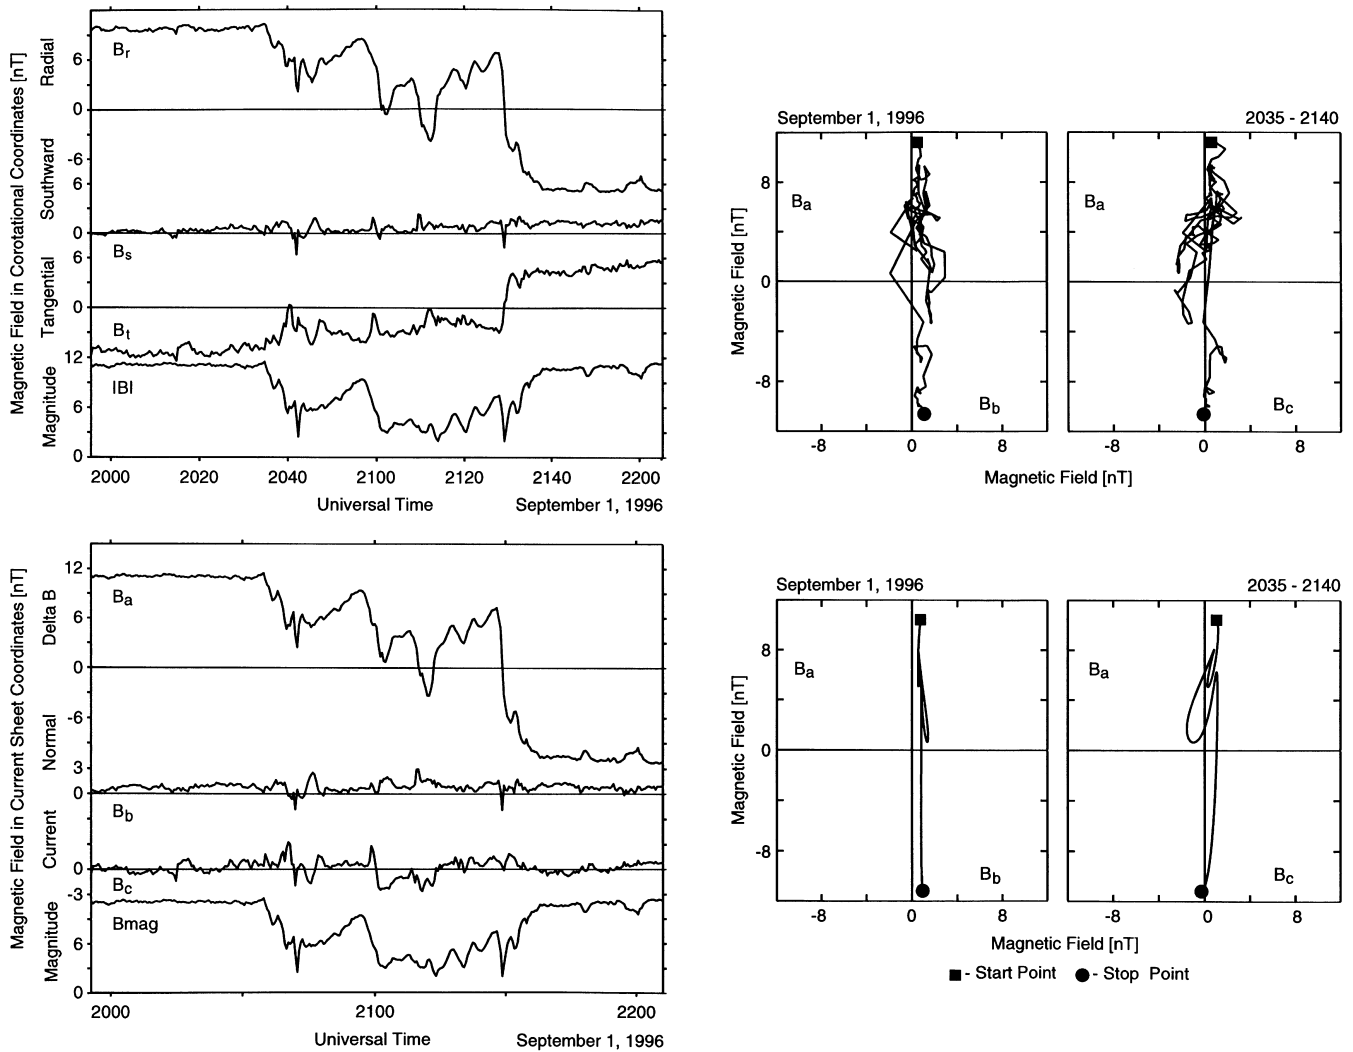 Magnetic Field in Corotational Coordinates [nT]
Radial
Southward
Tangential
Magnitude
Br
Bs
Bt
IBI
6
0
-6
6
0
6
0
12
6
0
2000 2020 2040 2100 2120 2140 2200
Universal Time September 1, 1996
Magnetic Field in Current Sheet Coordinates [nT]
Delta B
Normal
Current
Magnitude
Ba
Bb
Bc
Bmag
12
6
0
-6
3
0
0
-3
6
0
2000 2100 2200
Universal Time September 1, 1996
September 1, 1996 2035 - 2140
Magnetic Field [nT]
8
0
-8
Ba
Bb
Ba
Bc
-8 0 8 -8 0 8
Magnetic Field [nT]
September 1, 1996 2035 - 2140
Magnetic Field [nT]
8
0
-8
Ba
Bb
Ba
Bc
-8 0 8 -8 0 8
Magnetic Field [nT]
- Start Point - Stop Point